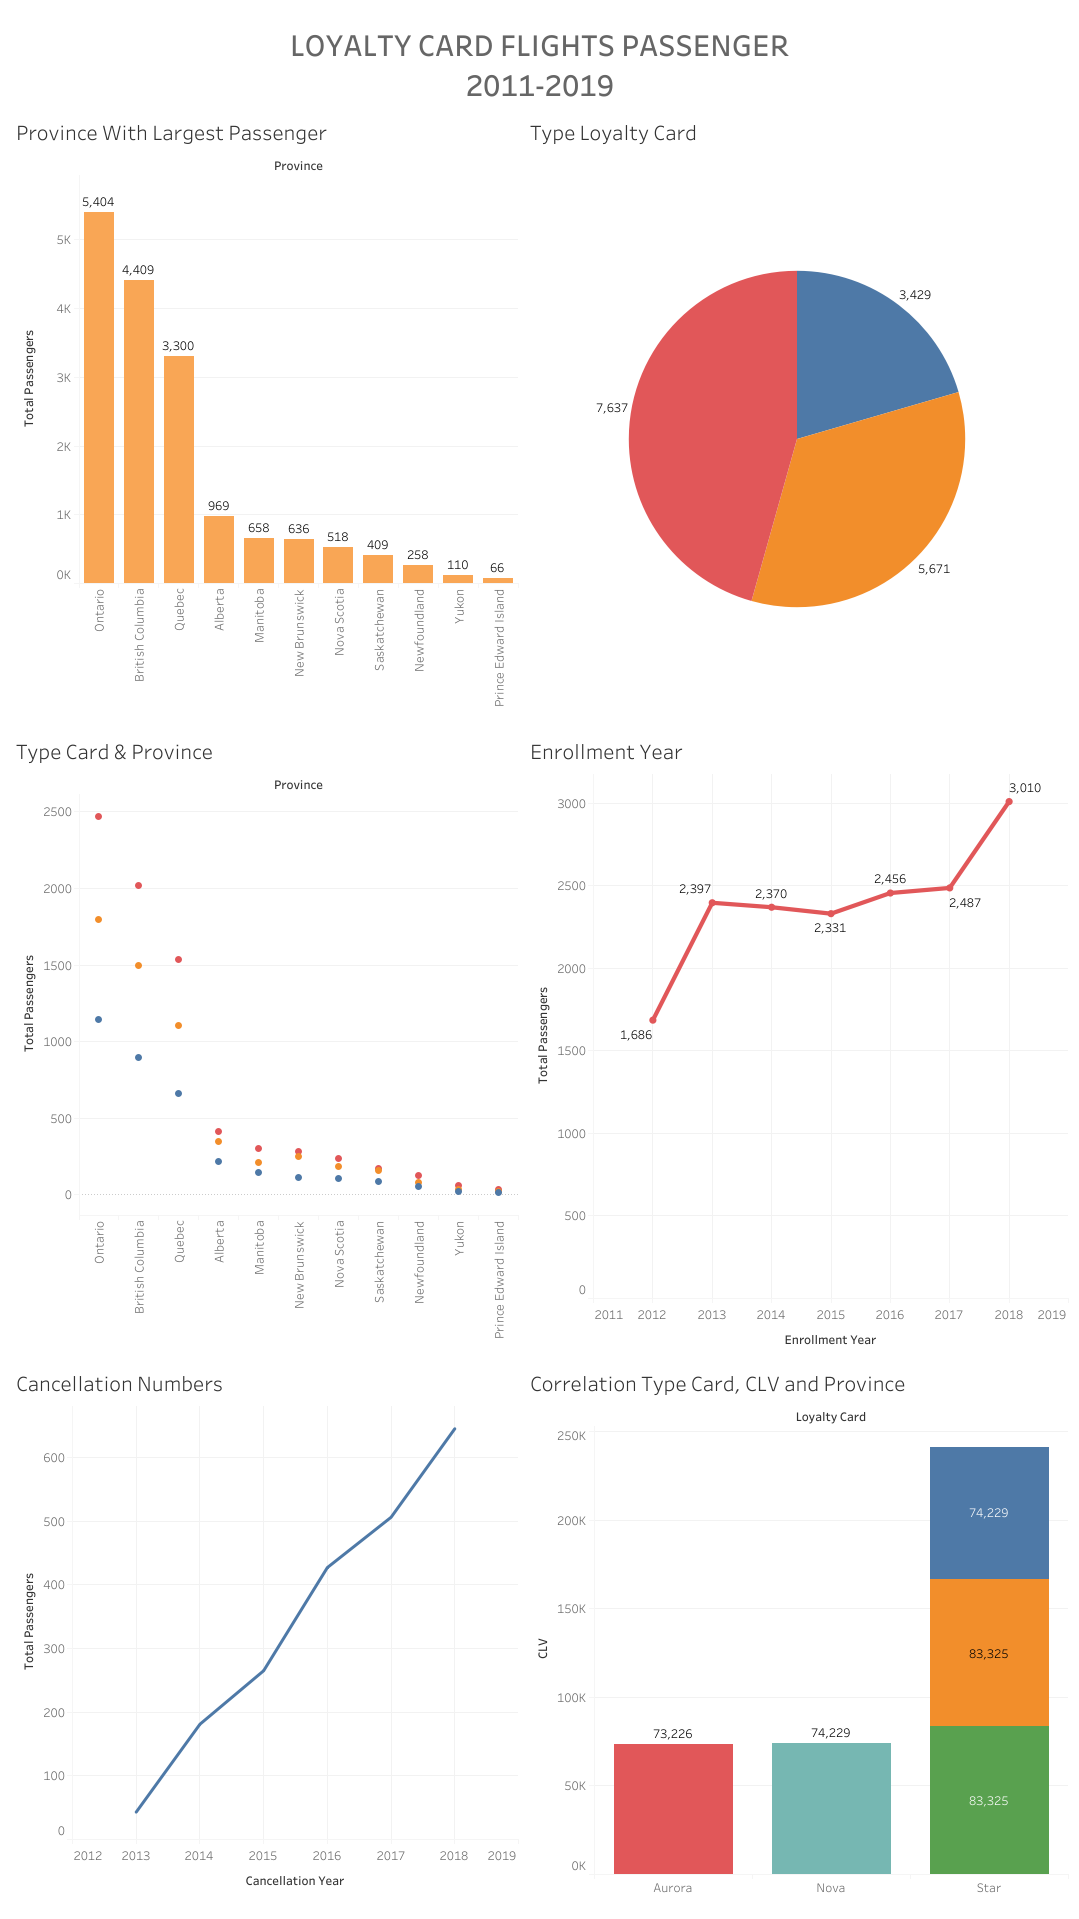 LOYALTY CARD FLIGHTS PASSENGER
2011-2019
Province With Largest Passenger
Province
Total Passengers
5K
4K
3K
2K
1K
0K
5,404
4,409
3,300
969
658
636
518
409
258
110
66
Ontario
British Columbia
Quebec
Alberta
Manitoba
New Brunswick
Nova Scotia
Saskatchewan
Newfoundland
Yukon
Prince Edward Island
Type Loyalty Card
3,429
7,637
5,671
Type Card & Province
Province
Total Passengers
2500
2000
1500
1000
500
0
Ontario
British Columbia
Quebec
Alberta
Manitoba
New Brunswick
Nova Scotia
Saskatchewan
Newfoundland
Yukon
Prince Edward Island
Enrollment Year
Total Passengers
3000
2500
2000
1500
1000
500
0
1,686
2,397
2,370
2,331
2,456
2,487
3,010
2011 2012 2013 2014 2015 2016 2017 2018 2019
Enrollment Year
Cancellation Numbers
Total Passengers
600
500
400
300
200
100
0
2012 2013 2014 2015 2016 2017 2018 2019
Cancellation Year
Correlation Type Card, CLV and Province
Loyalty Card
CLV
250K
200K
150K
100K
50K
0K
73,226
74,229
74,229
83,325
83,325
Aurora Nova Star